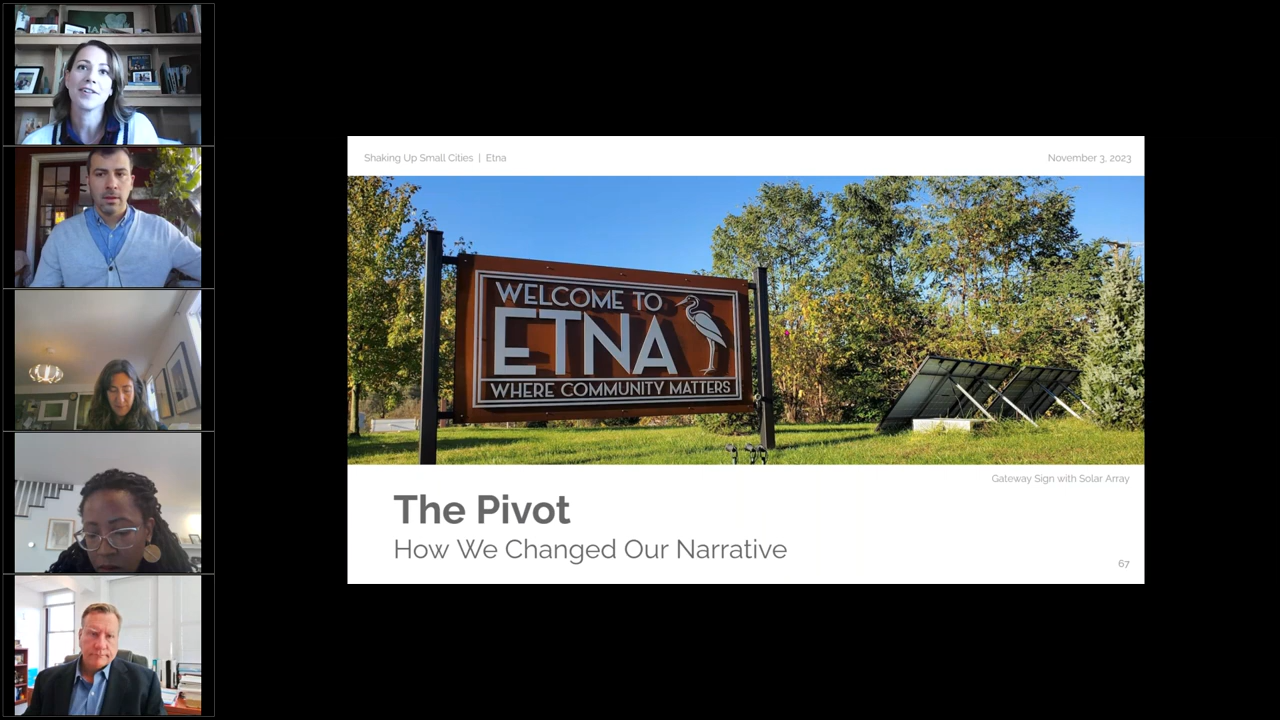 Shaking Up Small Cities | Etna
November 3, 2023
WELCOME TO
ETNA
WHERE COMMUNITY MATTERS
Gateway Sign with Solar Array
The Pivot
How We Changed Our Narrative
67